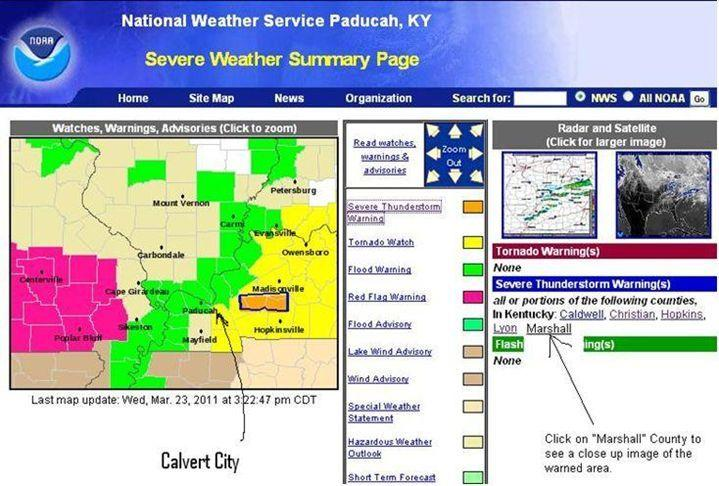 National Weather Service Paducah, KY
NOAA
Severe Weather Summary Page
Home Site Map News Organization Search for: NWS All NOAA Go
Watches, Warnings, Advisories (Click to zoom)
Petersburg
Mount Vernon
Carmi
Evansville
Owensboro
Carbondale
Centerville
Cape Girardeau
Madisonville
Paducah
Sikeston
Hopkinsville
Poplar Bluff
Mayfield
Last map update: Wed, Mar. 23, 2011 at 3:22:47 pm CDT
Calvert City
Read watches,
warnings &
advisories
Zoom
Out
Severe Thunderstorm
Warning
Tornado Watch
Flood Warning
Red Flag Warning
Flood Advisory
Lake Wind Advisory
Wind Advisory
Special Weather
Statement
Hazardous Weather
Outlook
Short Term Forecast
Radar and Satellite
(Click for larger image)
Tornado Warning(s)
None
Severe Thunderstorm Warning(s)
all or portions of the following counties,
In Kentucky: Caldwell, Christian, Hopkins,
Lyon Marshall
Flash ing(s)
None
Click on "Marshall" County to
see a close up image of the
warned area.